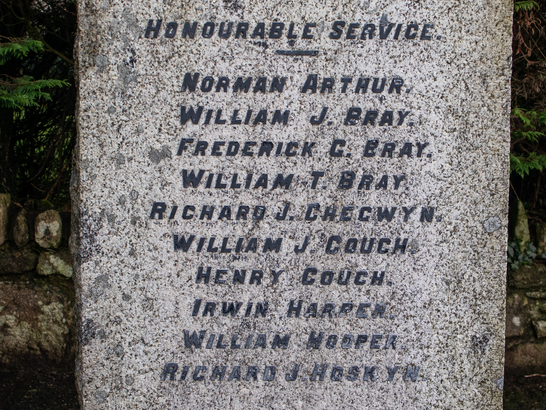 HONOURABLE SERVICE.
NORMAN ARTHUR.
WILLIAM J. BRAY.
FREDERICK C. BRAY.
WILLIAM T. BRAY.
RICHARD J. CHEGWYN.
WILLIAM J. COUCH.
HENRY COUCH.
IRWIN HARPER.
WILLIAM HOOPER
RICHARD J. HOSKYN.